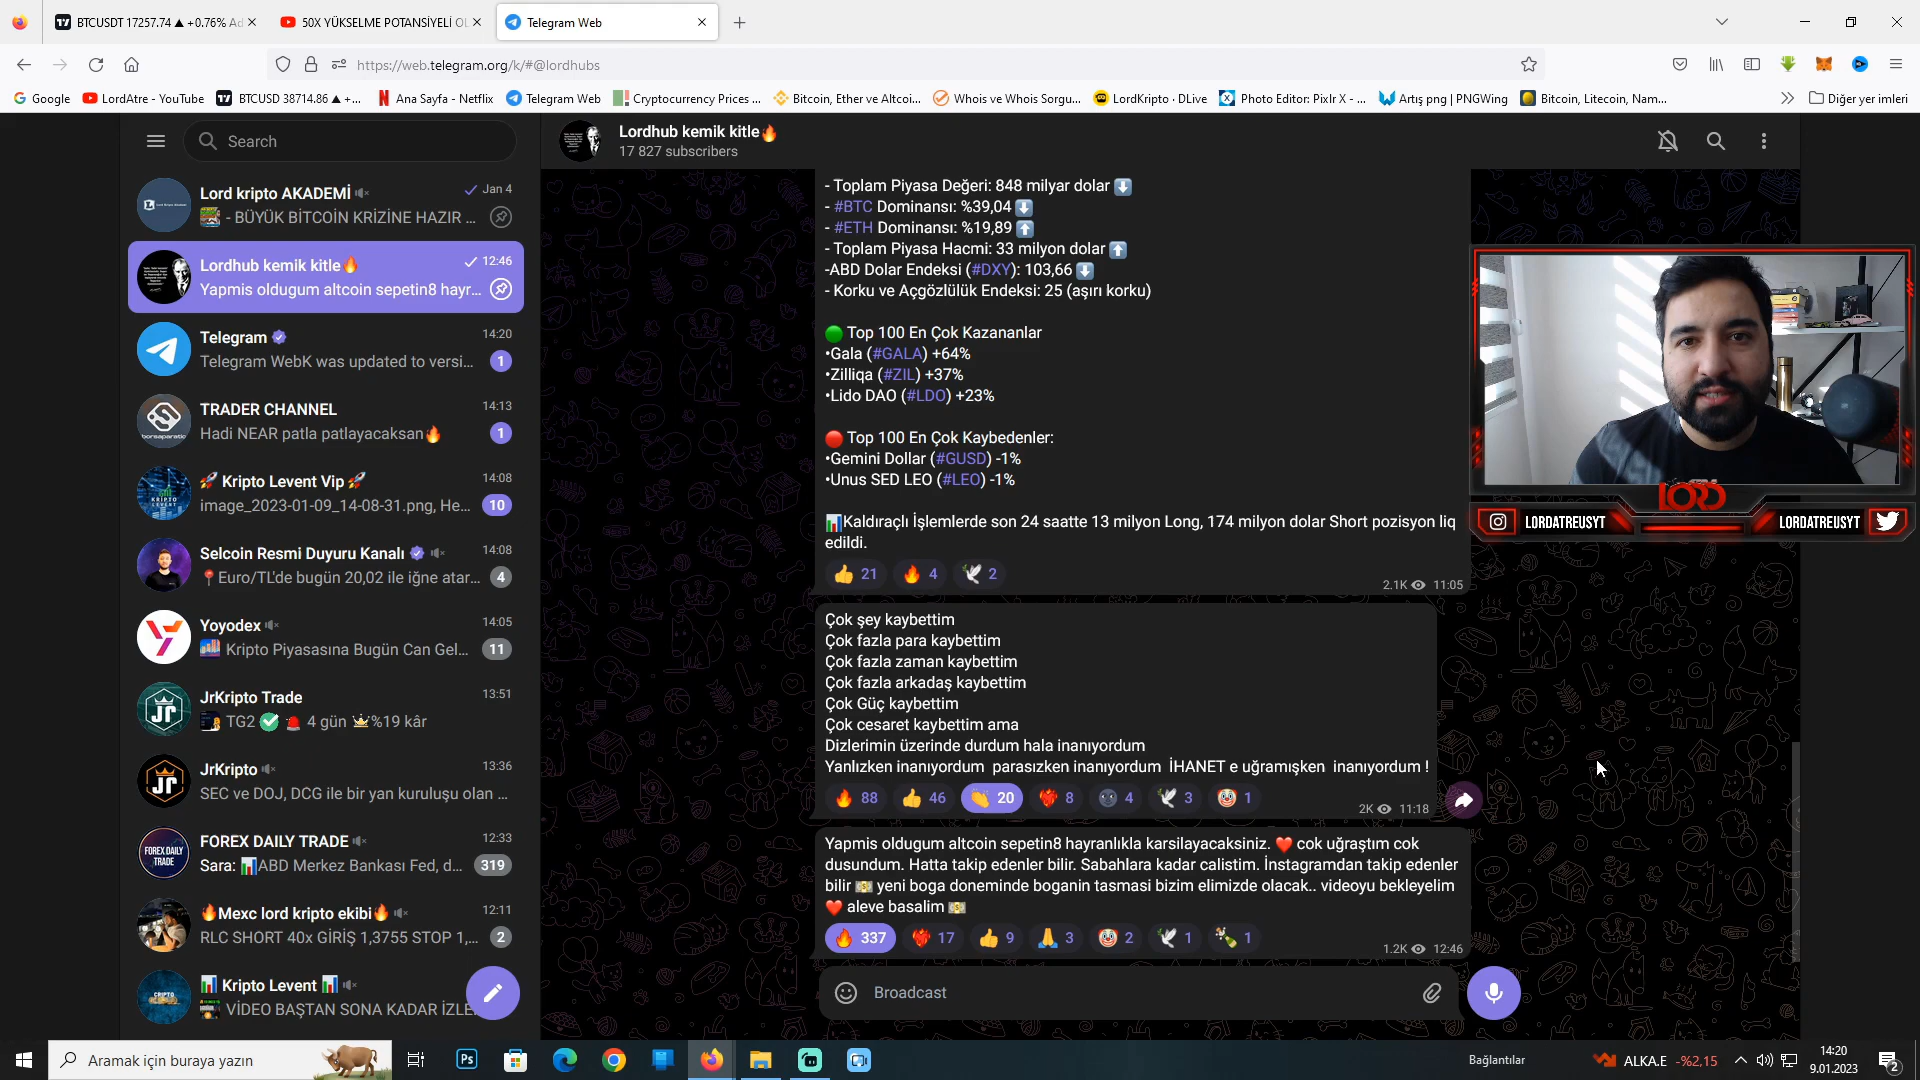 BTCUSDT 17257.74 ▲ +0.76% Ad
50X YÜKSELME POTANSİYELİ OL
Telegram Web
https://web.telegram.org/k/#@lordhubs
Google
LordAtre - YouTube
BTCUSD 38714.86 ▲ +...
Ana Sayfa - Netflix
Telegram Web
Cryptocurrency Prices ...
Bitcoin, Ether ve Altcoi...
Whois ve Whois Sorgu...
LordKripto · DLive
Photo Editor: Pixlr X - ...
Artış png | PNGWing
Bitcoin, Litecoin, Nam...
Diğer yer imleri
Search
Lord kripto AKADEMİ
Jan 4
- BÜYÜK BİTCOİN KRİZİNE HAZIR ...
Lordhub kemik kitle🔥
12:46
Yapmis oldugum altcoin sepetin8 hayr...
Telegram
14:20
Telegram WebK was updated to versi...
1
TRADER CHANNEL
14:13
borsaparatic
Hadi NEAR patla patlayacaksan🔥
1
🚀 Kripto Levent Vip 🚀
14:08
image_2023-01-09_14-08-31.png, He...
10
Selcoin Resmi Duyuru Kanalı
14:08
📍Euro/TL'de bugün 20,02 ile iğne atar...
4
Yoyodex
14:05
Kripto Piyasasına Bugün Can Gel...
11
JrKripto Trade
13:51
TG2 ✅ 🚨 4 gün 👑%19 kâr
JrKripto
13:36
SEC ve DOJ, DCG ile bir yan kuruluşu olan ...
FOREX DAILY TRADE
12:33
FOREX DAILY
TRADE
Sara: 📊ABD Merkez Bankası Fed, d...
319
🔥Mexc lord kripto ekibi🔥
12:11
RLC SHORT 40x GİRİŞ 1,3755 STOP 1,...
2
📊 Kripto Levent 📊
VİDEO BAŞTAN SONA KADAR İZLE
Lordhub kemik kitle🔥
17 827 subscribers
- Toplam Piyasa Değeri: 848 milyar dolar ⬇️
- #BTC Dominansı: %39,04 ⬇️
- #ETH Dominansı: %19,89 ⬆️
- Toplam Piyasa Hacmi: 33 milyon dolar ⬆️
-ABD Dolar Endeksi (#DXY): 103,66 ⬇️
- Korku ve Açgözlülük Endeksi: 25 (aşırı korku)
🟢 Top 100 En Çok Kazananlar
•Gala (#GALA) +64%
•Zilliqa (#ZIL) +37%
•Lido DAO (#LDO) +23%
🔴 Top 100 En Çok Kaybedenler:
•Gemini Dollar (#GUSD) -1%
•Unus SED LEO (#LEO) -1%
📊Kaldıraçlı İşlemlerde son 24 saatte 13 milyon Long, 174 milyon dolar Short pozisyon liq
edildi.
👍 21 🔥 4 🕊 2
2.1K 11:05
Çok şey kaybettim
Çok fazla para kaybettim
Çok fazla zaman kaybettim
Çok fazla arkadaş kaybettim
Çok Güç kaybettim
Çok cesaret kaybettim ama
Dizlerimin üzerinde durdum hala inanıyordum
Yanlızken inanıyordum parasızken inanıyordum İHANET e uğramışken inanıyordum !
🔥 88 👍 46 👏 20 ❤️‍🔥 8 🌚 4 🕊 3 🤡 1
2K 11:18
Yapmis oldugum altcoin sepetin8 hayranlıkla karsilayacaksiniz. ❤️ cok uğraştım cok
dusundum. Hatta takip edenler bilir. Sabahlara kadar calistim. İnstagramdan takip edenler
bilir 💵 yeni boga doneminde boganin tasmasi bizim elimizde olacak.. videoyu bekleyelim
❤️ aleve basalim 💵
🔥 337 ❤️‍🔥 17 👍 9 🙏 3 🤡 2 🕊 1 🍾 1
1.2K 12:46
Broadcast
LORD
LORDATREUSYT
LORDATREUSYT
Aramak için buraya yazın
Ps
Bağlantılar
ALKA.E -%2,15
14:20
9.01.2023
2